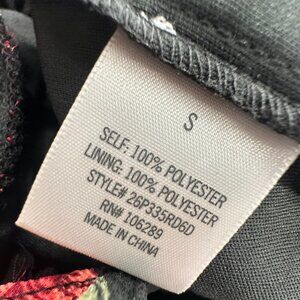 S
SELF: 100% POLYESTER
LINING: 100% POLYESTER
STYLE# 26P335RD6D
RN# 106289
MADE IN CHINA